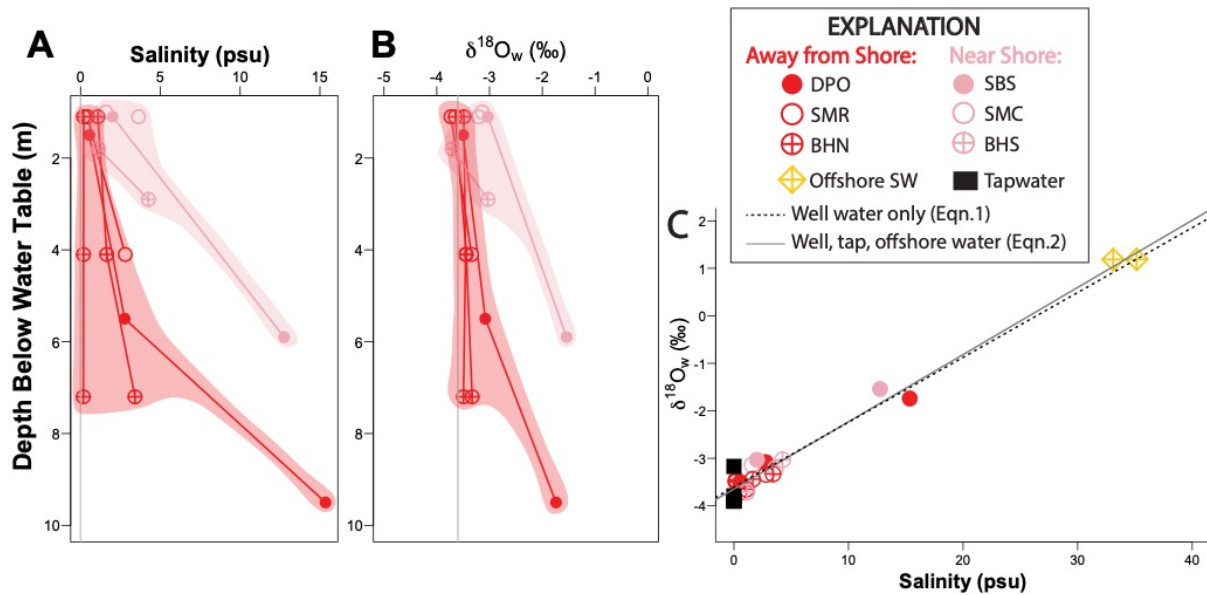 A
Salinity (psu)
0 5 10 15
Depth Below Water Table (m)
2
4
6
8
10
B
δ¹⁸Ow (‰)
-5 -4 -3 -2 -1 0
EXPLANATION
Away from Shore: Near Shore:
DPO SBS
SMR SMC
BHN BHS
Offshore SW Tapwater
Well water only (Eqn.1)
Well, tap, offshore water (Eqn.2)
C
δ¹⁸Ow (‰)
2
1
0
-1
-2
-3
-4
0 10 20 30 40
Salinity (psu)